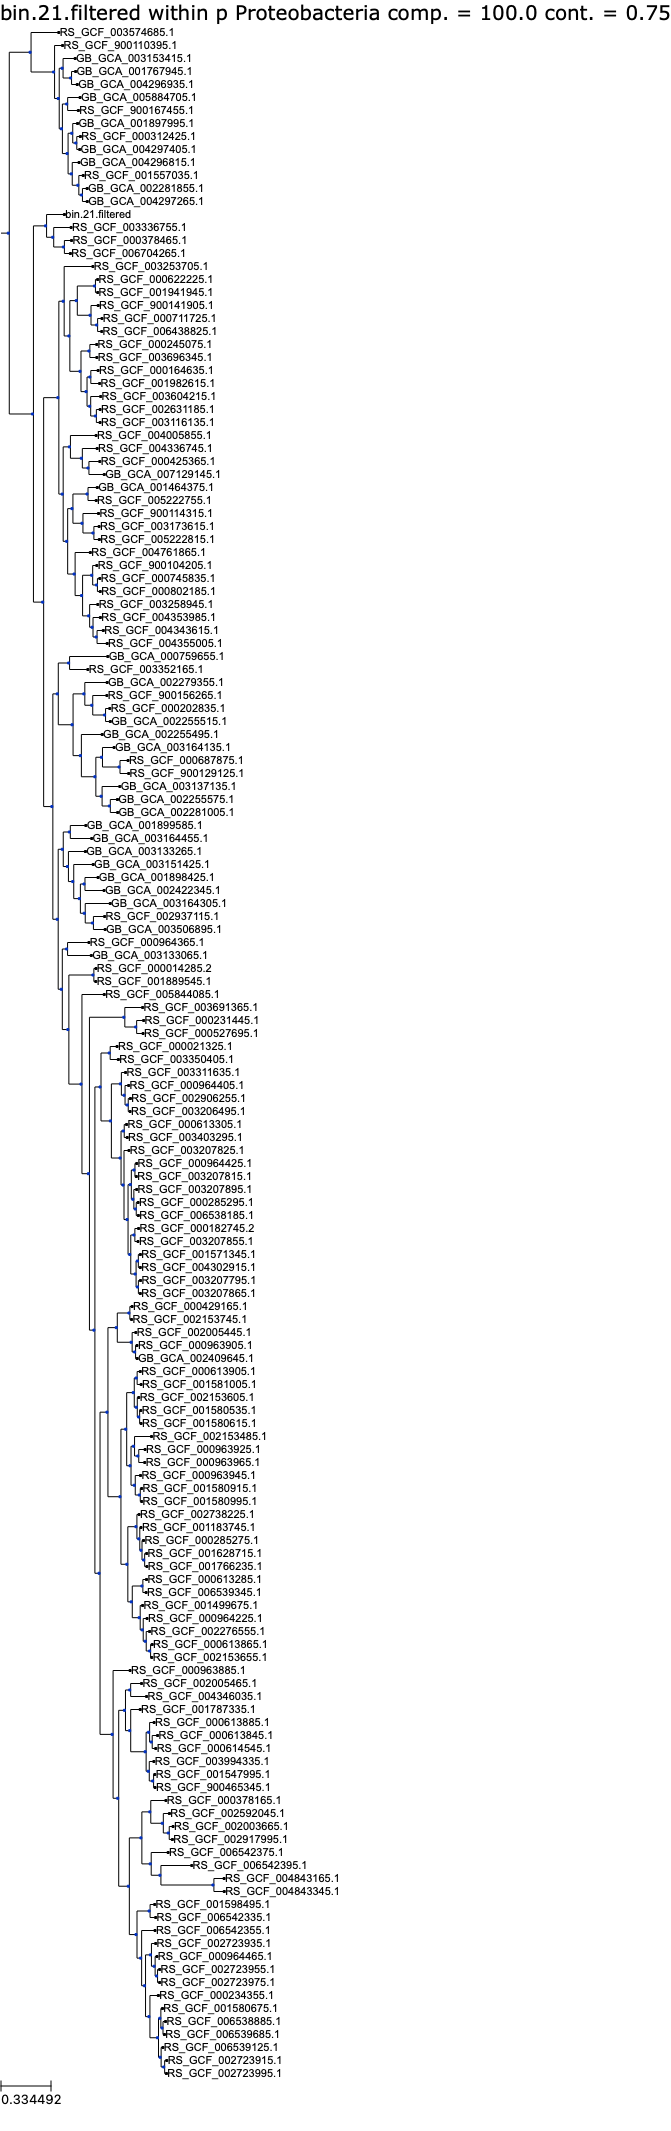 bin.21.filtered within p Proteobacteria comp. = 100.0 cont. = 0.75
RS_GCF_003574685.1
RS_GCF_900110395.1
GB_GCA_003153415.1
GB_GCA_001767945.1
GB_GCA_004296935.1
GB_GCA_005884705.1
RS_GCF_900167455.1
GB_GCA_001897995.1
RS_GCF_000312425.1
GB_GCA_004297405.1
GB_GCA_004296815.1
RS_GCF_001557035.1
GB_GCA_002281855.1
GB_GCA_004297265.1
bin.21.filtered
RS_GCF_003336755.1
RS_GCF_000378465.1
RS_GCF_006704265.1
RS_GCF_003253705.1
RS_GCF_000622225.1
RS_GCF_001941945.1
RS_GCF_900141905.1
RS_GCF_000711725.1
RS_GCF_006438825.1
RS_GCF_000245075.1
RS_GCF_003696345.1
RS_GCF_000164635.1
RS_GCF_001982615.1
RS_GCF_003604215.1
RS_GCF_002631185.1
RS_GCF_003116135.1
RS_GCF_004005855.1
RS_GCF_004336745.1
RS_GCF_000425365.1
GB_GCA_007129145.1
GB_GCA_001464375.1
RS_GCF_005222755.1
RS_GCF_900114315.1
RS_GCF_003173615.1
RS_GCF_005222815.1
RS_GCF_004761865.1
RS_GCF_900104205.1
RS_GCF_000745835.1
RS_GCF_000802185.1
RS_GCF_003258945.1
RS_GCF_004353985.1
RS_GCF_004343615.1
RS_GCF_004355005.1
GB_GCA_000759655.1
RS_GCF_003352165.1
GB_GCA_002279355.1
RS_GCF_900156265.1
RS_GCF_000202835.1
GB_GCA_002255515.1
GB_GCA_002255495.1
GB_GCA_003164135.1
RS_GCF_000687875.1
RS_GCF_900129125.1
GB_GCA_003137135.1
GB_GCA_002255575.1
GB_GCA_002281005.1
GB_GCA_001899585.1
GB_GCA_003164455.1
GB_GCA_003133265.1
GB_GCA_003151425.1
GB_GCA_001898425.1
GB_GCA_002422345.1
GB_GCA_003164305.1
RS_GCF_002937115.1
GB_GCA_003506895.1
RS_GCF_000964365.1
GB_GCA_003133065.1
RS_GCF_000014285.2
RS_GCF_001889545.1
RS_GCF_005844085.1
RS_GCF_003691365.1
RS_GCF_000231445.1
RS_GCF_000527695.1
RS_GCF_000021325.1
RS_GCF_003350405.1
RS_GCF_003311635.1
RS_GCF_000964405.1
RS_GCF_002906255.1
RS_GCF_003206495.1
RS_GCF_000613305.1
RS_GCF_003403295.1
RS_GCF_003207825.1
RS_GCF_000964425.1
RS_GCF_003207815.1
RS_GCF_003207895.1
RS_GCF_000285295.1
RS_GCF_006538185.1
RS_GCF_000182745.2
RS_GCF_003207855.1
RS_GCF_001571345.1
RS_GCF_004302915.1
RS_GCF_003207795.1
RS_GCF_003207865.1
RS_GCF_000429165.1
RS_GCF_002153745.1
RS_GCF_002005445.1
RS_GCF_000963905.1
GB_GCA_002409645.1
RS_GCF_000613905.1
RS_GCF_001581005.1
RS_GCF_002153605.1
RS_GCF_001580535.1
RS_GCF_001580615.1
RS_GCF_002153485.1
RS_GCF_000963925.1
RS_GCF_000963965.1
RS_GCF_000963945.1
RS_GCF_001580915.1
RS_GCF_001580995.1
RS_GCF_002738225.1
RS_GCF_001183745.1
RS_GCF_000285275.1
RS_GCF_001628715.1
RS_GCF_001766235.1
RS_GCF_000613285.1
RS_GCF_006539345.1
RS_GCF_001499675.1
RS_GCF_000964225.1
RS_GCF_002276555.1
RS_GCF_000613865.1
RS_GCF_002153655.1
RS_GCF_000963885.1
RS_GCF_002005465.1
RS_GCF_004346035.1
RS_GCF_001787335.1
RS_GCF_000613885.1
RS_GCF_000613845.1
RS_GCF_000614545.1
RS_GCF_003994335.1
RS_GCF_001547995.1
RS_GCF_900465345.1
RS_GCF_000378165.1
RS_GCF_002592045.1
RS_GCF_002003665.1
RS_GCF_002917995.1
RS_GCF_006542375.1
RS_GCF_006542395.1
RS_GCF_004843165.1
RS_GCF_004843345.1
RS_GCF_001598495.1
RS_GCF_006542335.1
RS_GCF_006542355.1
RS_GCF_002723935.1
RS_GCF_000964465.1
RS_GCF_002723955.1
RS_GCF_002723975.1
RS_GCF_000234355.1
RS_GCF_001580675.1
RS_GCF_006538885.1
RS_GCF_006539685.1
RS_GCF_006539125.1
RS_GCF_002723915.1
RS_GCF_002723995.1
0.334492